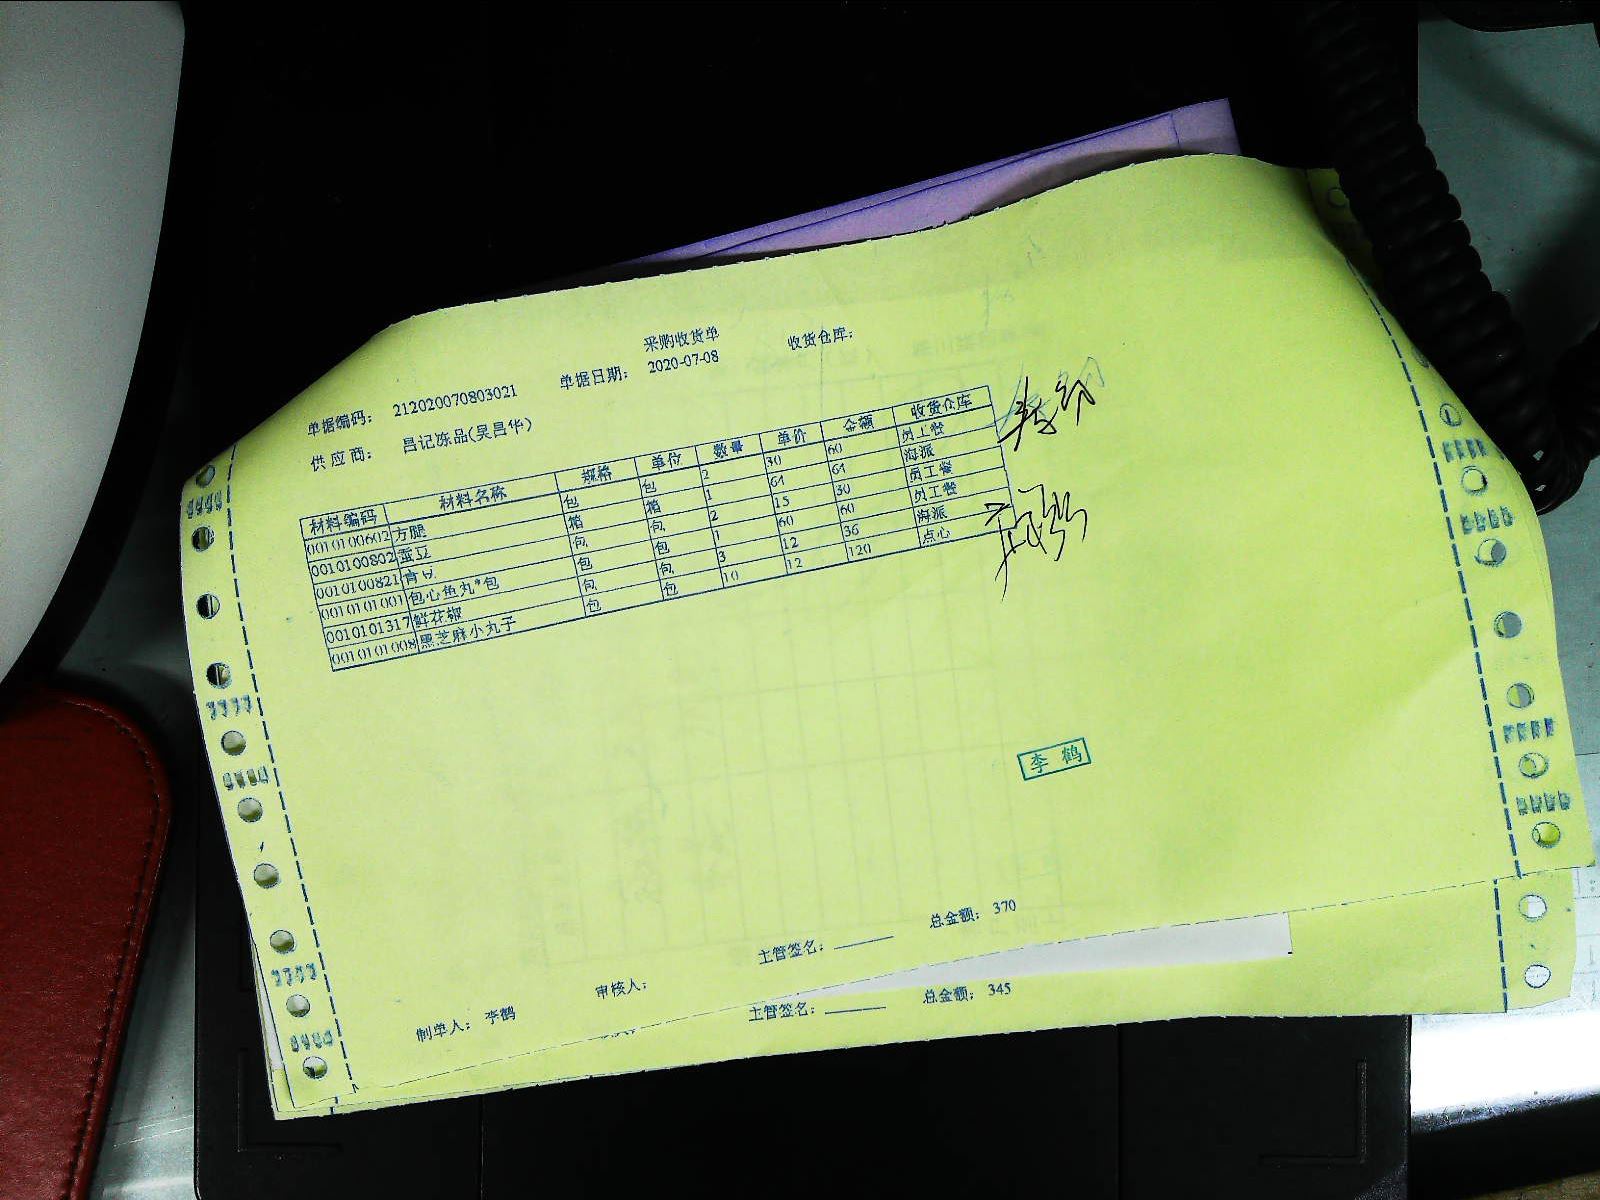 采购收货单
收货仓库：
单据编码： 212020070803021 单据日期： 2020-07-08
供应商： 昌记冻品(吴昌华)
材料编码 材料名称 规格 单位 数量 单价 金额 收货仓库
0010100602 方腿 包 包 2 30 60 员工餐
0010100802 蚕豆 箱 箱 1 64 64 海派
0010100821 青豆 包 包 2 15 30 员工餐
0010101001 包心鱼丸*包 包 包 1 60 60 员工餐
0010101317 鲜花椒 包 包 3 12 36 海派
0010101008 黑芝麻小丸子 包 包 10 12 120 点心
李鹤
总金额： 370
主管签名：
审核人：
制单人： 李鹤
总金额： 345
主管签名：